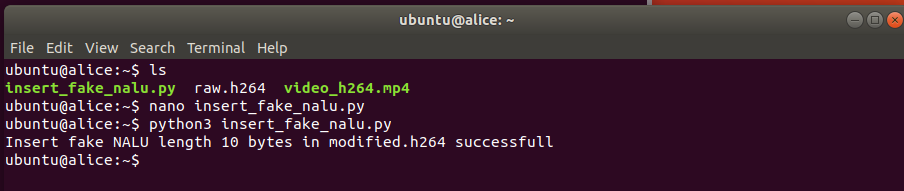 ubuntu@alice: ~
File Edit View Search Terminal Help
ubuntu@alice:~$ ls
insert_fake_nalu.py raw.h264 video_h264.mp4
ubuntu@alice:~$ nano insert_fake_nalu.py
ubuntu@alice:~$ python3 insert_fake_nalu.py
Insert fake NALU length 10 bytes in modified.h264 successfull
ubuntu@alice:~$